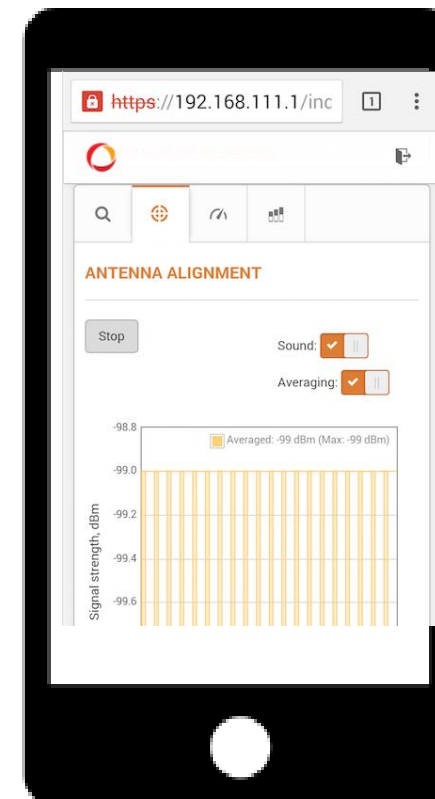 https://192.168.111.1/inc 1
ANTENNA ALIGNMENT
Stop
Sound:
Averaging:
Averaged: -99 dBm (Max: -99 dBm)
-98.8
-99.0
-99.2
-99.4
-99.6
Signal strength, dBm